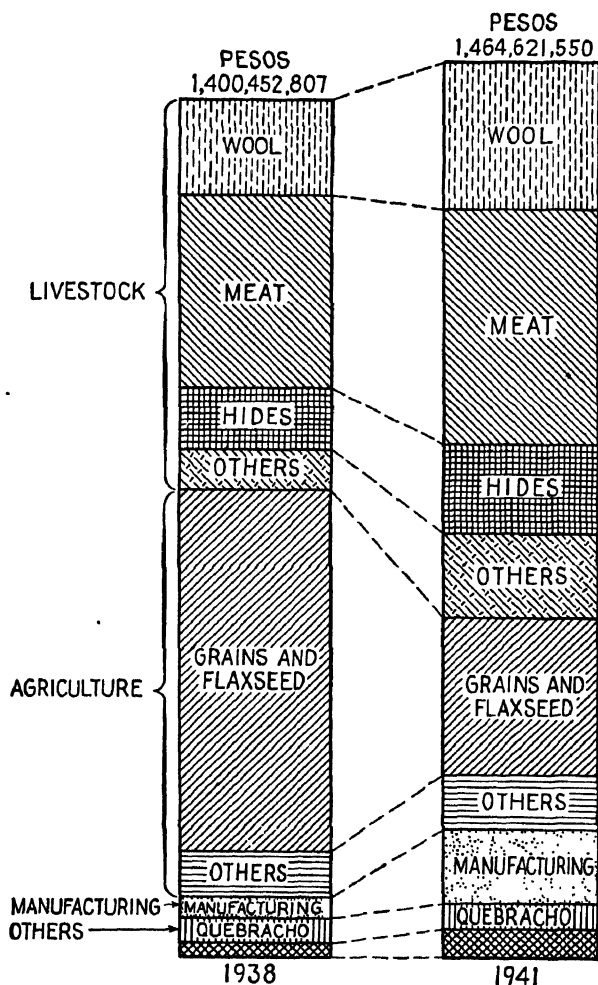 PESOS
1,400,452,807
PESOS
1,464,621,550
LIVESTOCK
WOOL
MEAT
HIDES
OTHERS
AGRICULTURE
GRAINS AND
FLAXSEED
OTHERS
MANUFACTURING
MANUFACTURING
OTHERS
QUEBRACHO
1938
WOOL
MEAT
HIDES
OTHERS
GRAINS AND
FLAXSEED
OTHERS
MANUFACTURING
QUEBRACHO
1941